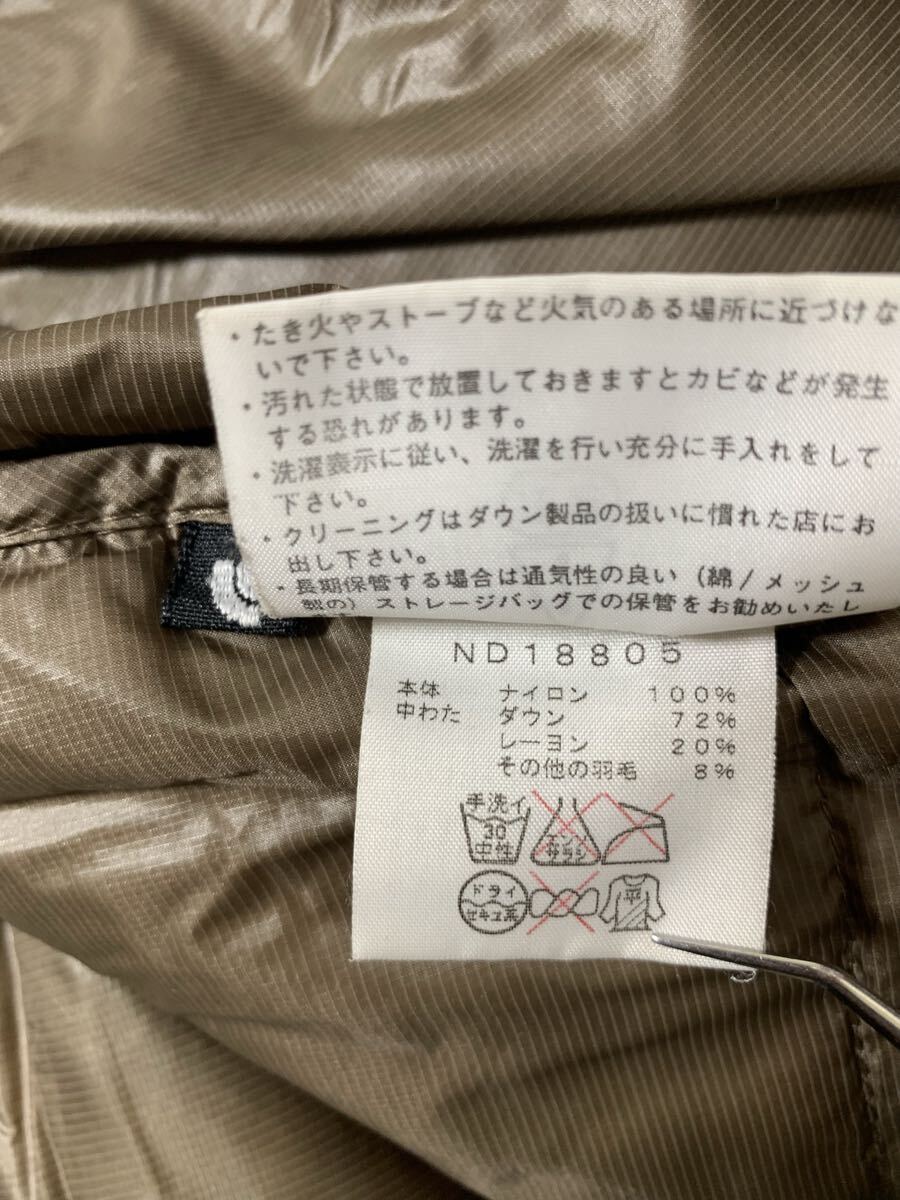 ・たき火やストーブなど火気のある場所に近づけな
いで下さい。
・汚れた状態で放置しておきますとカビなどが発生
する恐れがあります。
・洗濯表示に従い、洗濯を行い充分に手入れをして
下さい。
・クリーニングはダウン製品の扱いに慣れた店にお
出し下さい。
・長期保管する場合は通気性の良い（綿/メッシュ
製の）ストレージバッグでの保管をお勧めいたし
ND18805
本体 ナイロン 100%
中わた ダウン 72%
レーヨン 20%
その他の羽毛 8%
手洗イ
30
中性
エンソ
サラシ
ドライ
セキユ系
平